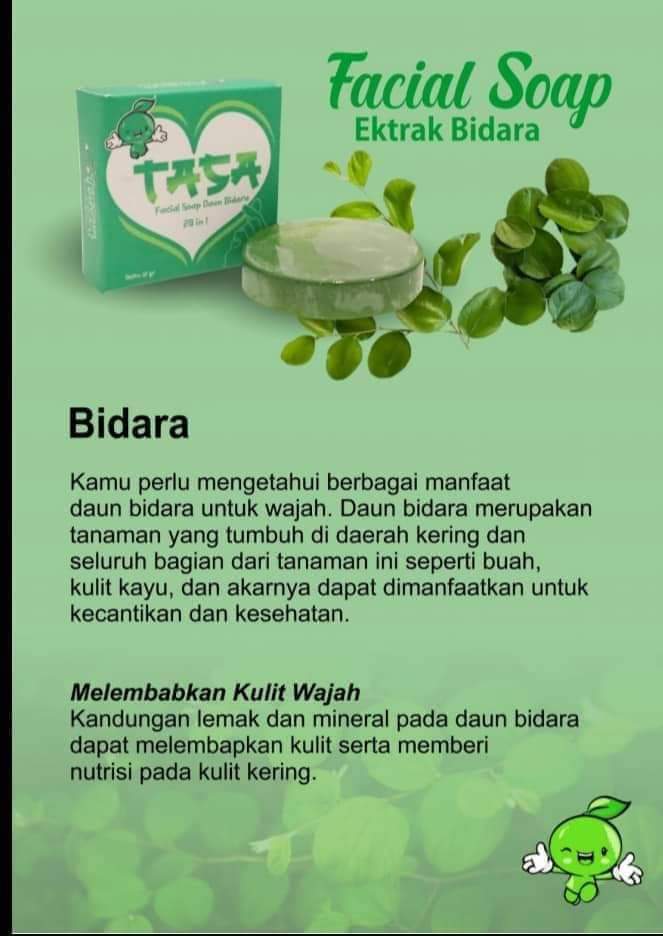 Facial Soap
Ektrak Bidara
TASA
Facial Soap Daun Bidara
Bidara
Kamu perlu mengetahui berbagai manfaat
daun bidara untuk wajah. Daun bidara merupakan
tanaman yang tumbuh di daerah kering dan
seluruh bagian dari tanaman ini seperti buah,
kulit kayu, dan akarnya dapat dimanfaatkan untuk
kecantikan dan kesehatan.
Melembabkan Kulit Wajah
Kandungan lemak dan mineral pada daun bidara
dapat melembapkan kulit serta memberi
nutrisi pada kulit kering.